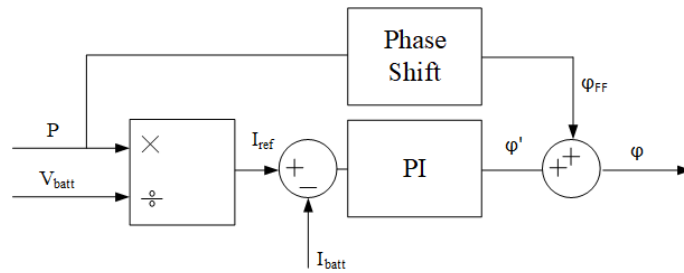 Phase
Shift
φFF
P
×
Iref
φ'
φ
Vbatt
÷
+
−
PI
+
+
Ibatt